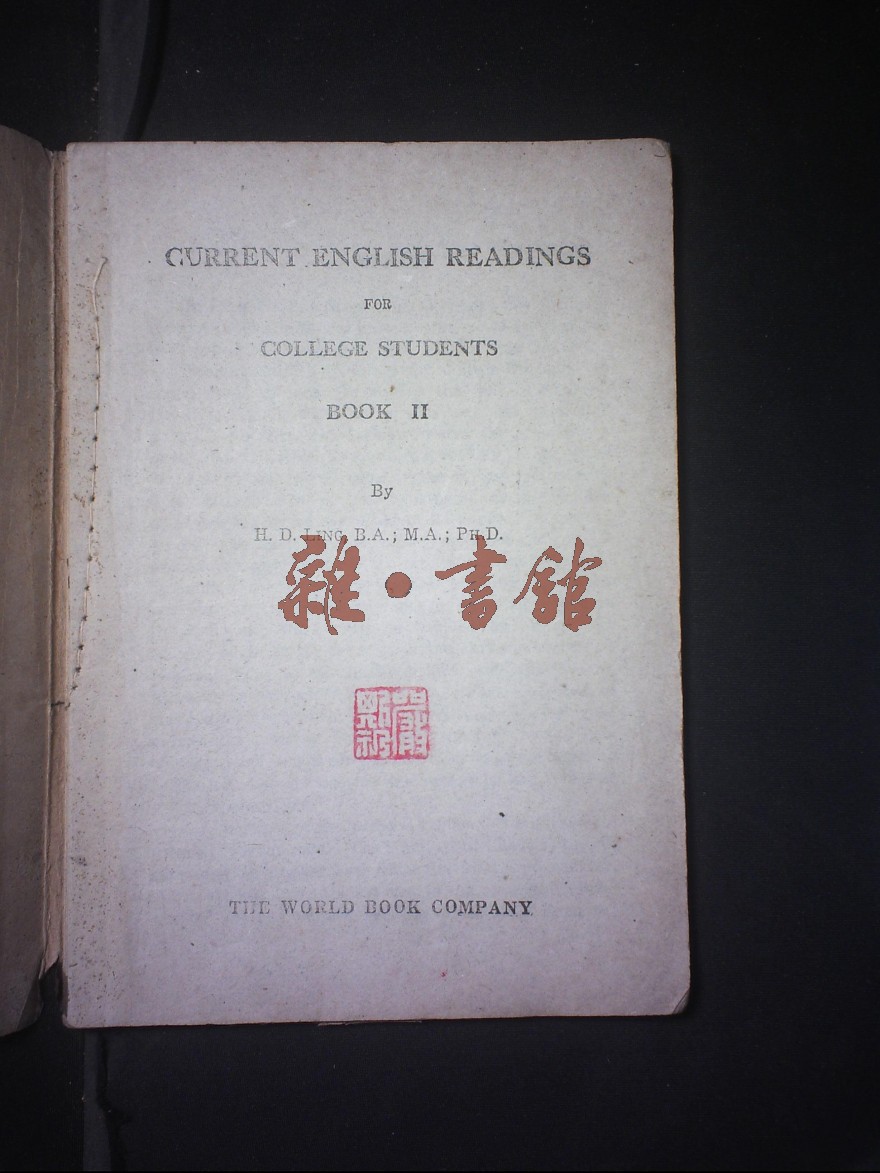 CURRENT ENGLISH READINGS
FOR
COLLEGE STUDENTS
BOOK II
By
H. D. LING, B.A.; M.A.; PH.D.
雜·書館
THE WORLD BOOK COMPANY